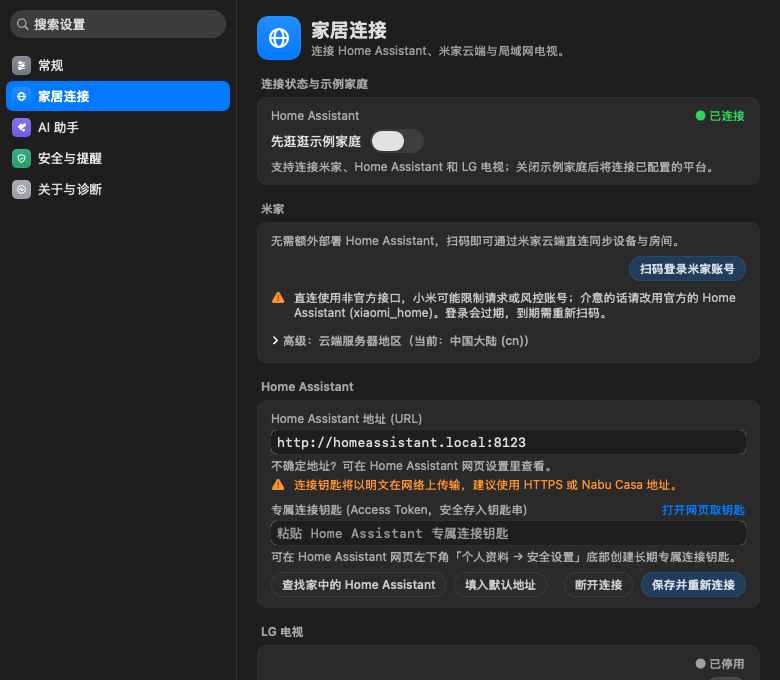 搜索设置
常规
家居连接
AI 助手
安全与提醒
关于与诊断
家居连接
连接 Home Assistant、米家云端与局域网电视。
连接状态与示例家庭
Home Assistant
已连接
先逛逛示例家庭
支持连接米家、Home Assistant 和 LG 电视；关闭示例家庭后将连接已配置的平台。
米家
无需额外部署 Home Assistant，扫码即可通过米家云端直连同步设备与房间。
扫码登录米家账号
直连使用非官方接口，小米可能限制请求或风控账号；介意的话请改用官方的 Home
Assistant (xiaomi_home)。登录会过期，到期需重新扫码。
高级：云端服务器地区（当前：中国大陆 (cn)）
Home Assistant
Home Assistant 地址 (URL)
http://homeassistant.local:8123
不确定地址？可在 Home Assistant 网页设置里查看。
连接钥匙将以明文在网络上传输，建议使用 HTTPS 或 Nabu Casa 地址。
专属连接钥匙 (Access Token，安全存入钥匙串)
打开网页取钥匙
粘贴 Home Assistant 专属连接钥匙
可在 Home Assistant 网页左下角「个人资料 → 安全设置」底部创建长期专属连接钥匙。
查找家中的 Home Assistant
填入默认地址
断开连接
保存并重新连接
LG 电视
已停用